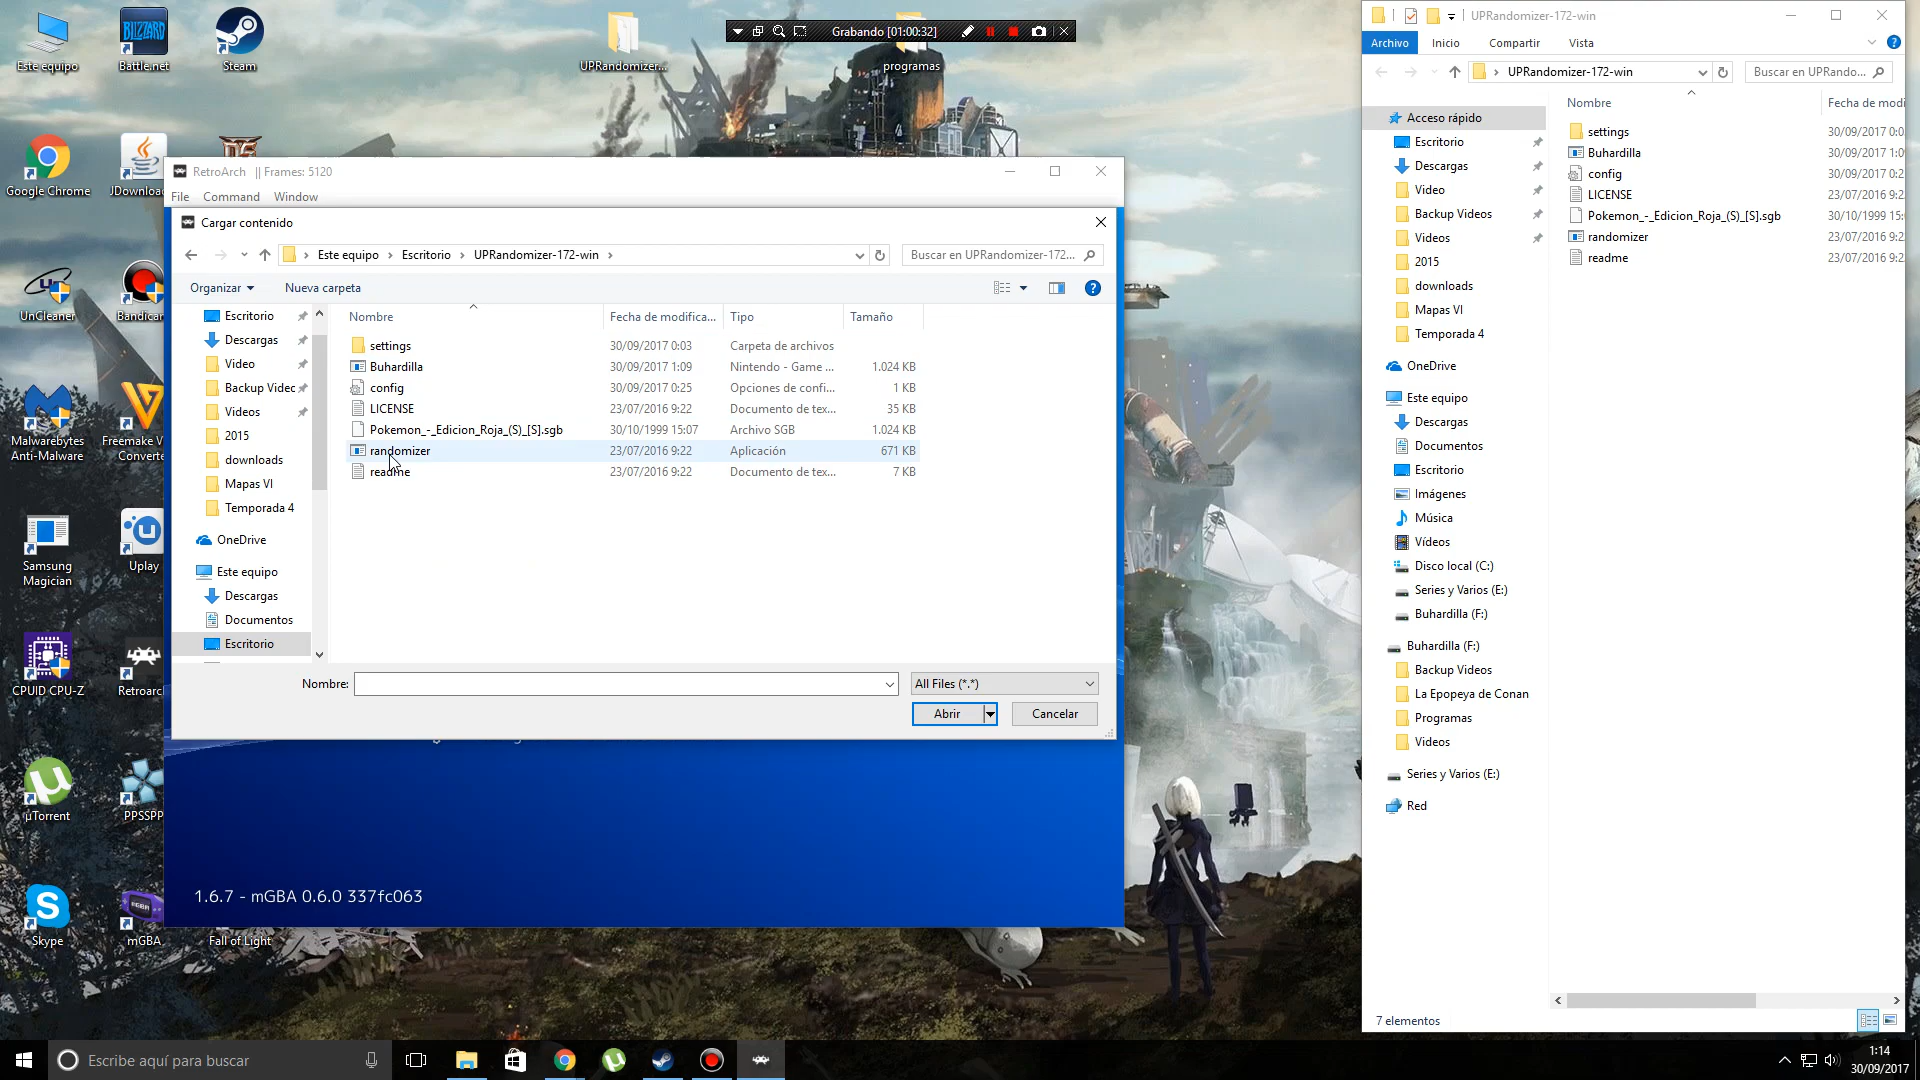 Este equipo
Battle.net
BLIZZARD
Steam
UPRandomizer...
programas
Grabando [01:00:32]
Google Chrome
JDownloa
UnCleaner
Bandicar
Malwarebytes
Anti-Malware
Freemake V
Converte
Samsung
Magician
Uplay
CPUID CPU-Z
Retroarc
µTorrent
PPSSPP
Skype
mGBA
Fall of Light
RetroArch || Frames: 5120
File Command Window
Cargar contenido
Este equipo Escritorio UPRandomizer-172-win
Buscar en UPRandomizer-172...
Organizar Nueva carpeta
Escritorio
Descargas
Video
Backup Videc
Videos
2015
downloads
Mapas VI
Temporada 4
OneDrive
Este equipo
Descargas
Documentos
Escritorio
Nombre Fecha de modifica... Tipo Tamaño
settings 30/09/2017 0:03 Carpeta de archivos
Buhardilla 30/09/2017 1:09 Nintendo - Game ... 1.024 KB
config 30/09/2017 0:25 Opciones de confi... 1 KB
LICENSE 23/07/2016 9:22 Documento de tex... 35 KB
Pokemon_-_Edicion_Roja_(S)_[S].sgb 30/10/1999 15:07 Archivo SGB 1.024 KB
randomizer 23/07/2016 9:22 Aplicación 671 KB
readme 23/07/2016 9:22 Documento de tex... 7 KB
Nombre:
All Files (*.*)
Abrir Cancelar
1.6.7 - mGBA 0.6.0 337fc063
UPRandomizer-172-win
Archivo Inicio Compartir Vista
UPRandomizer-172-win
Buscar en UPRando...
Acceso rápido
Escritorio
Descargas
Video
Backup Videos
Videos
2015
downloads
Mapas VI
Temporada 4
OneDrive
Este equipo
Descargas
Documentos
Escritorio
Imágenes
Música
Vídeos
Disco local (C:)
Series y Varios (E:)
Buhardilla (F:)
Buhardilla (F:)
Backup Videos
La Epopeya de Conan
Programas
Videos
Series y Varios (E:)
Red
Nombre Fecha de modi
settings 30/09/2017 0:0
Buhardilla 30/09/2017 1:0
config 30/09/2017 0:2
LICENSE 23/07/2016 9:2
Pokemon_-_Edicion_Roja_(S)_[S].sgb 30/10/1999 15:
randomizer 23/07/2016 9:2
readme 23/07/2016 9:2
7 elementos
Escribe aquí para buscar
1:14
30/09/2017